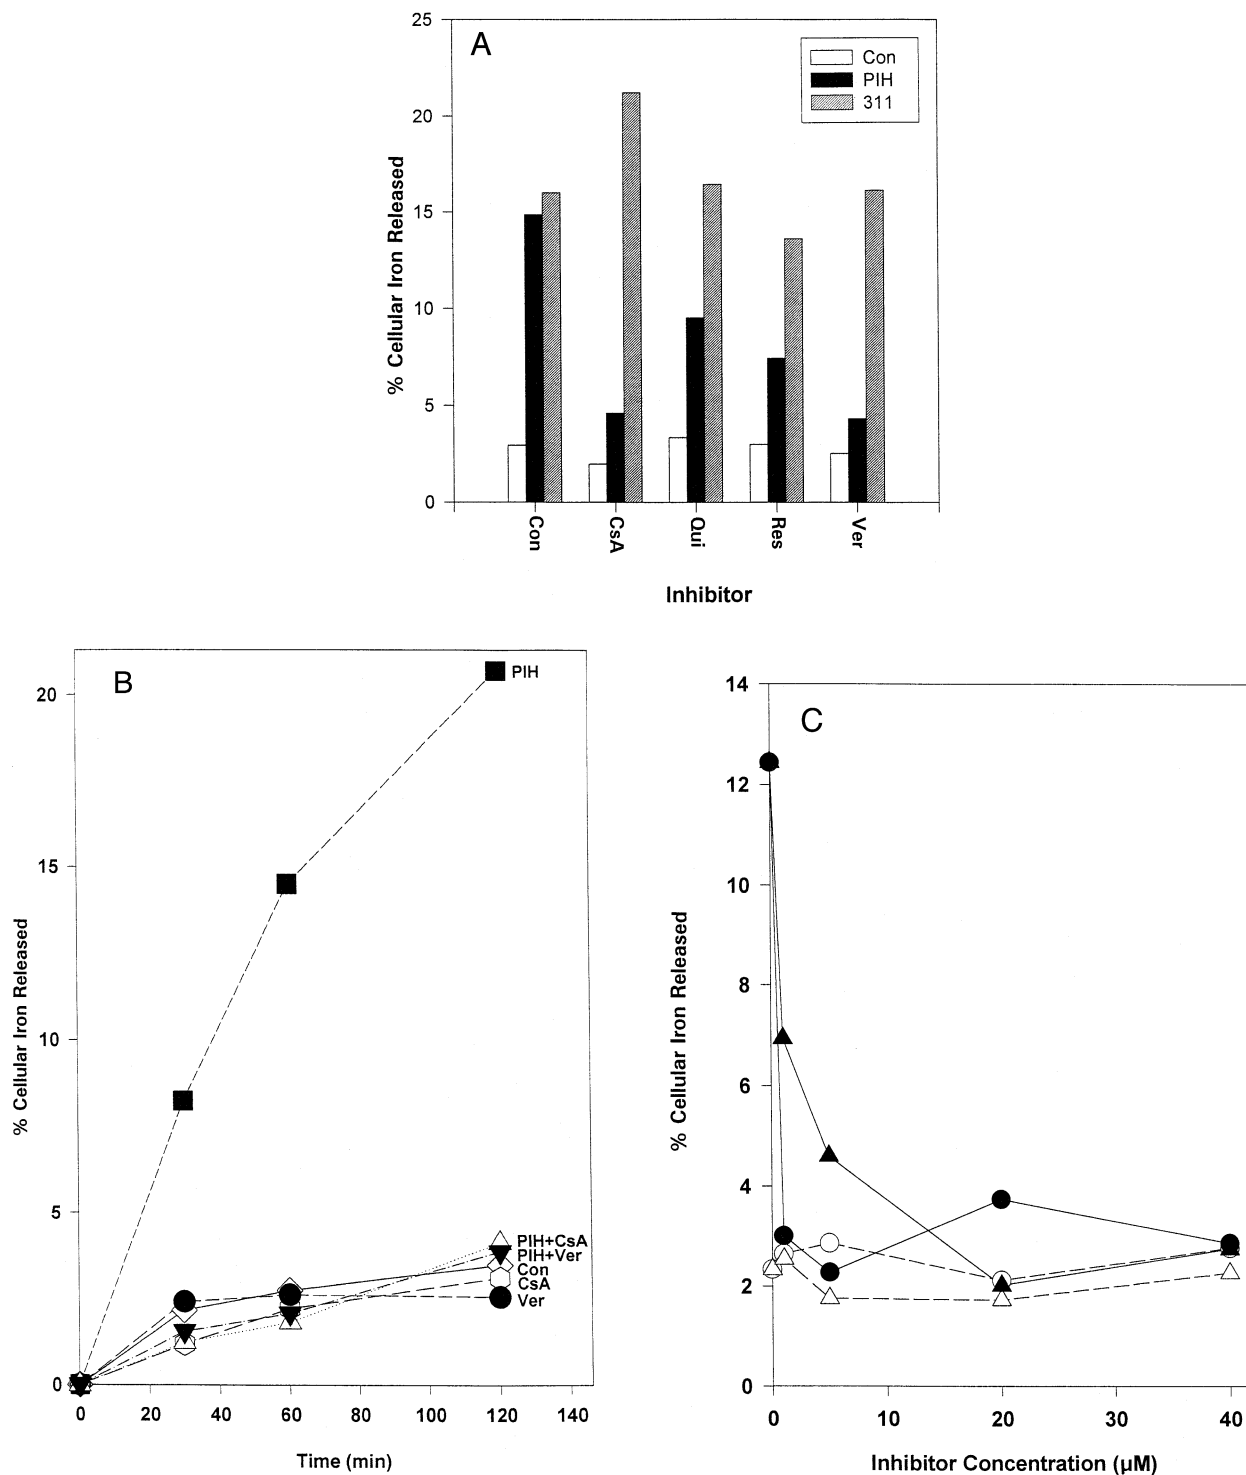 A
25
20
15
10
5
0
% Cellular Iron Released
Con
PIH
311
Con
CsA
Qui
Res
Ver
Inhibitor
B
20
15
10
5
0
% Cellular Iron Released
PIH
PIH+CsA
PIH+Ver
Con
CsA
Ver
0 20 40 60 80 100 120 140
Time (min)
C
14
12
10
8
6
4
2
0
% Cellular Iron Released
0 10 20 30 40
Inhibitor Concentration (µM)